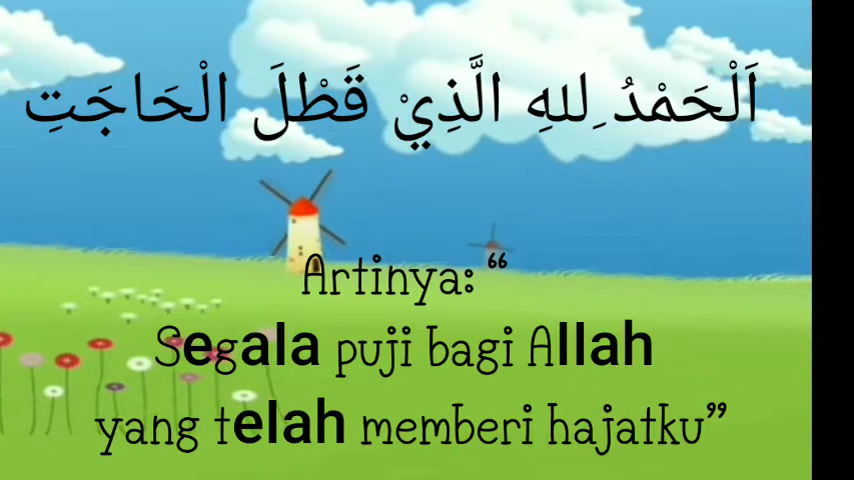 اَلْحَمْدُ ِللهِ الَّذِيْ قَطْلَ الْحَاجَتِ
Artinya: “
Segala puji bagi Allah
yang telah memberi hajatku”